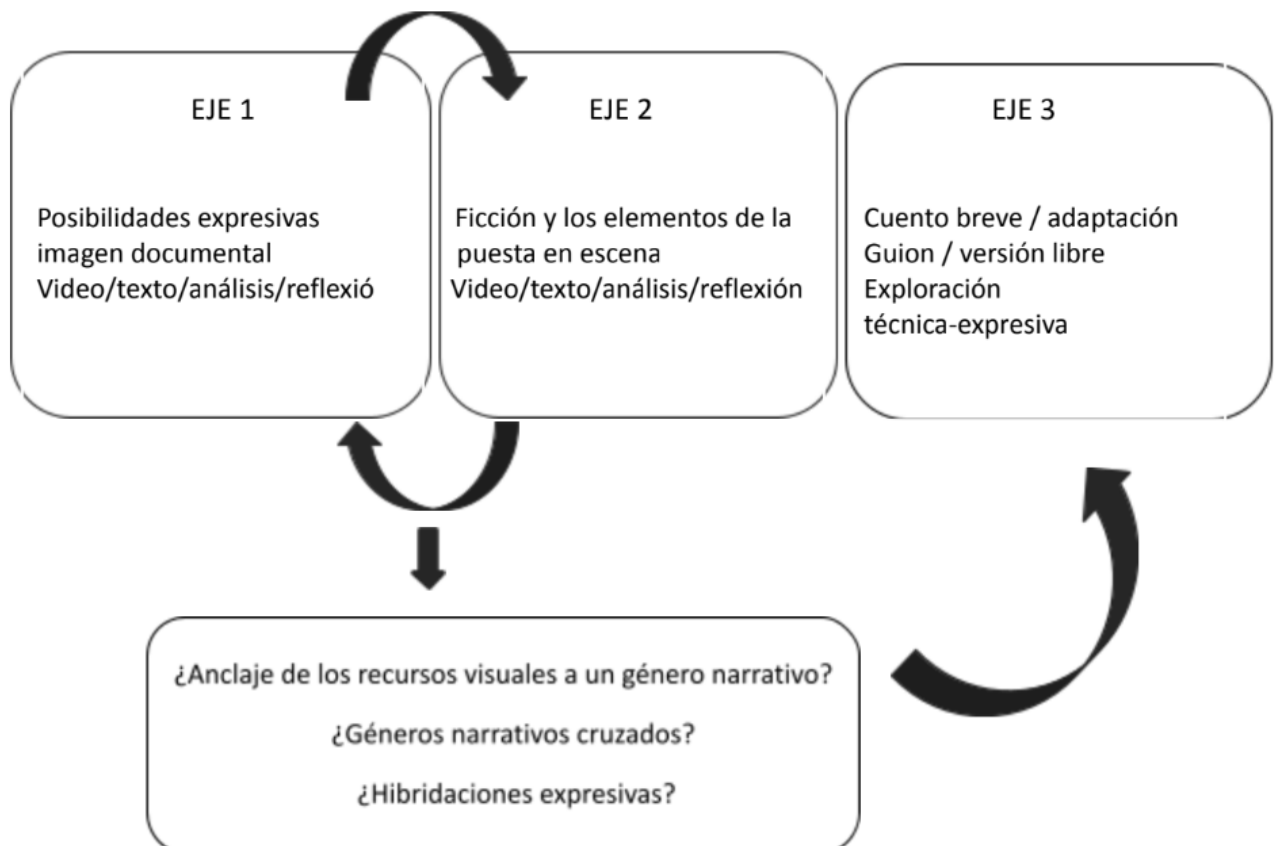 EJE 1
Posibilidades expresivas
imagen documental
Video/texto/análisis/reflexió
EJE 2
Ficción y los elementos de la
puesta en escena
Video/texto/análisis/reflexión
EJE 3
Cuento breve / adaptación
Guion / versión libre
Exploración
técnica-expresiva
¿Anclaje de los recursos visuales a un género narrativo?
¿Géneros narrativos cruzados?
¿Hibridaciones expresivas?